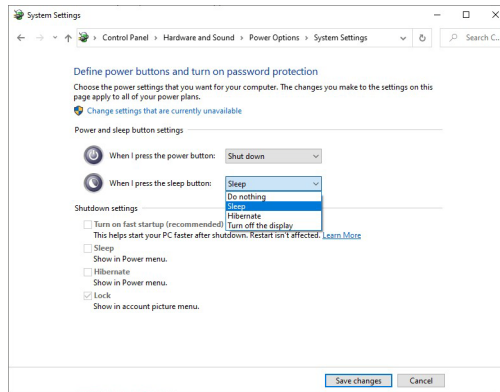 System Settings
Control Panel > Hardware and Sound > Power Options > System Settings
Search C...
Define power buttons and turn on password protection
Choose the power settings that you want for your computer. The changes you make to the settings on this
page apply to all of your power plans.
Change settings that are currently unavailable
Power and sleep button settings
When I press the power button: Shut down
When I press the sleep button: Sleep
Do nothing
Sleep
Hibernate
Turn off the display
Shutdown settings
Turn on fast startup (recommended)
This helps start your PC faster after shutdown. Restart isn't affected. Learn More
Sleep
Show in Power menu.
Hibernate
Show in Power menu.
Lock
Show in account picture menu.
Save changes Cancel